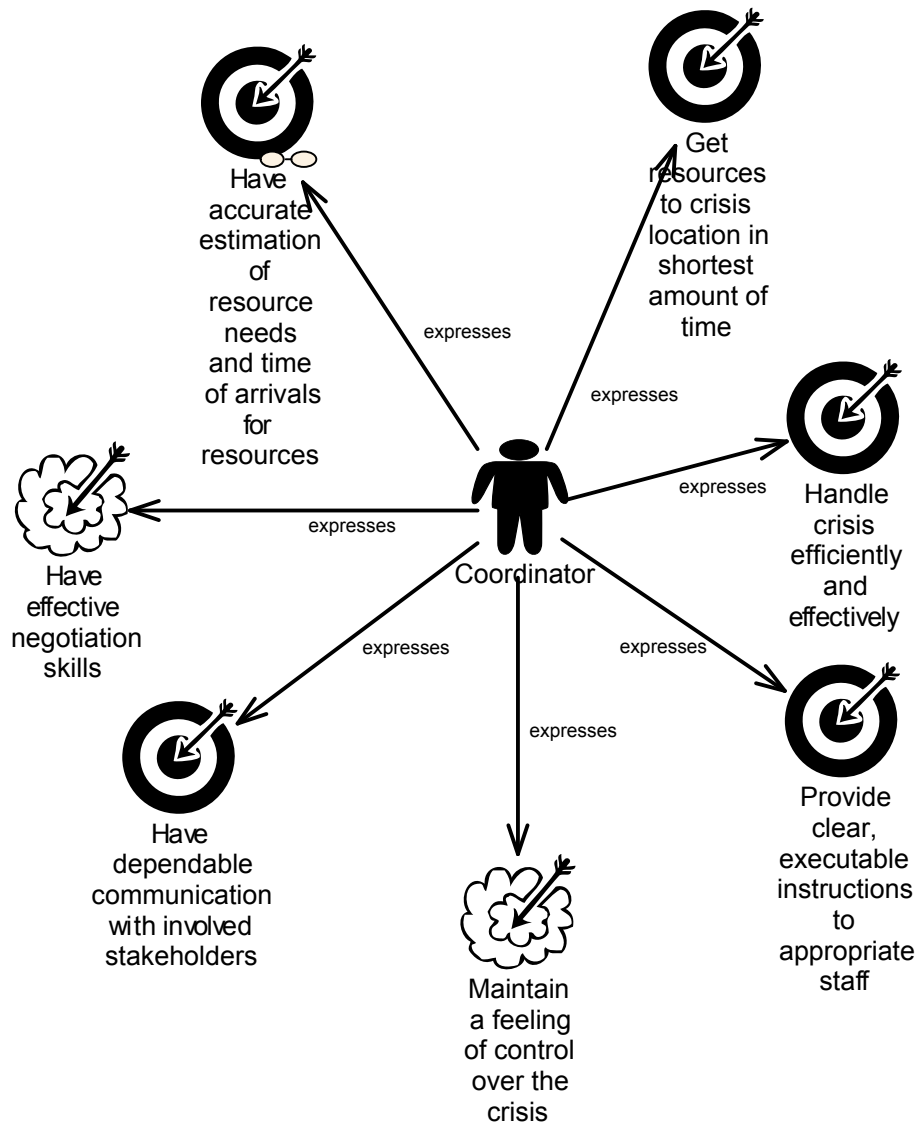 Have
accurate
estimation
of
resource
needs
and time
of arrivals
for
resources
Get
resources
to crisis
location in
shortest
amount of
time
expresses
expresses
expresses
Handle
crisis
efficiently
and
effectively
expresses
Coordinator
Have
effective
negotiation
skills
expresses
expresses
expresses
Have
dependable
communication
with involved
stakeholders
Provide
clear,
executable
instructions
to
appropriate
staff
Maintain
a feeling
of control
over the
crisis